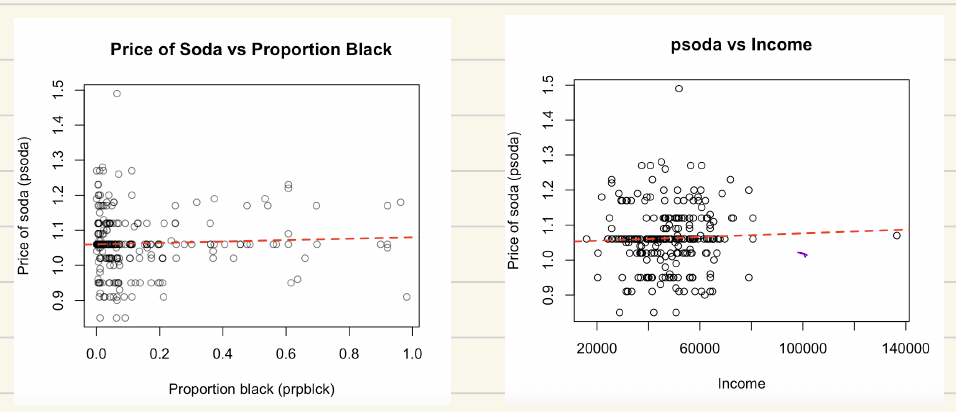 Price of Soda vs Proportion Black
Price of soda (psoda)
1.5
1.4
1.3
1.2
1.1
1.0
0.9
0.0 0.2 0.4 0.6 0.8 1.0
Proportion black (prpblck)
psoda vs Income
Price of soda (psoda)
1.5
1.4
1.3
1.2
1.1
1.0
0.9
20000 60000 100000 140000
Income